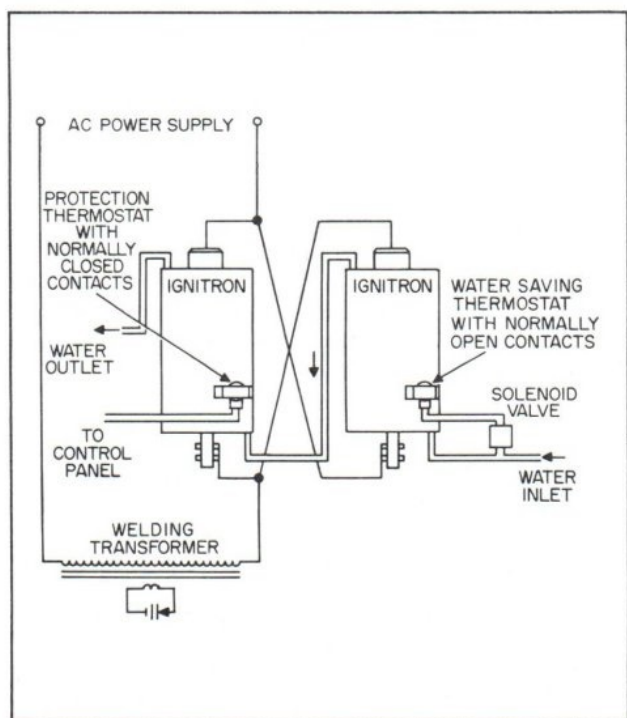 AC POWER SUPPLY
PROTECTION
THERMOSTAT
WITH
NORMALLY
CLOSED
CONTACTS
IGNITRON
IGNITRON
WATER SAVING
THERMOSTAT
WITH NORMALLY
OPEN CONTACTS
WATER
OUTLET
SOLENOID
VALVE
TO
CONTROL
PANEL
WATER
INLET
WELDING
TRANSFORMER